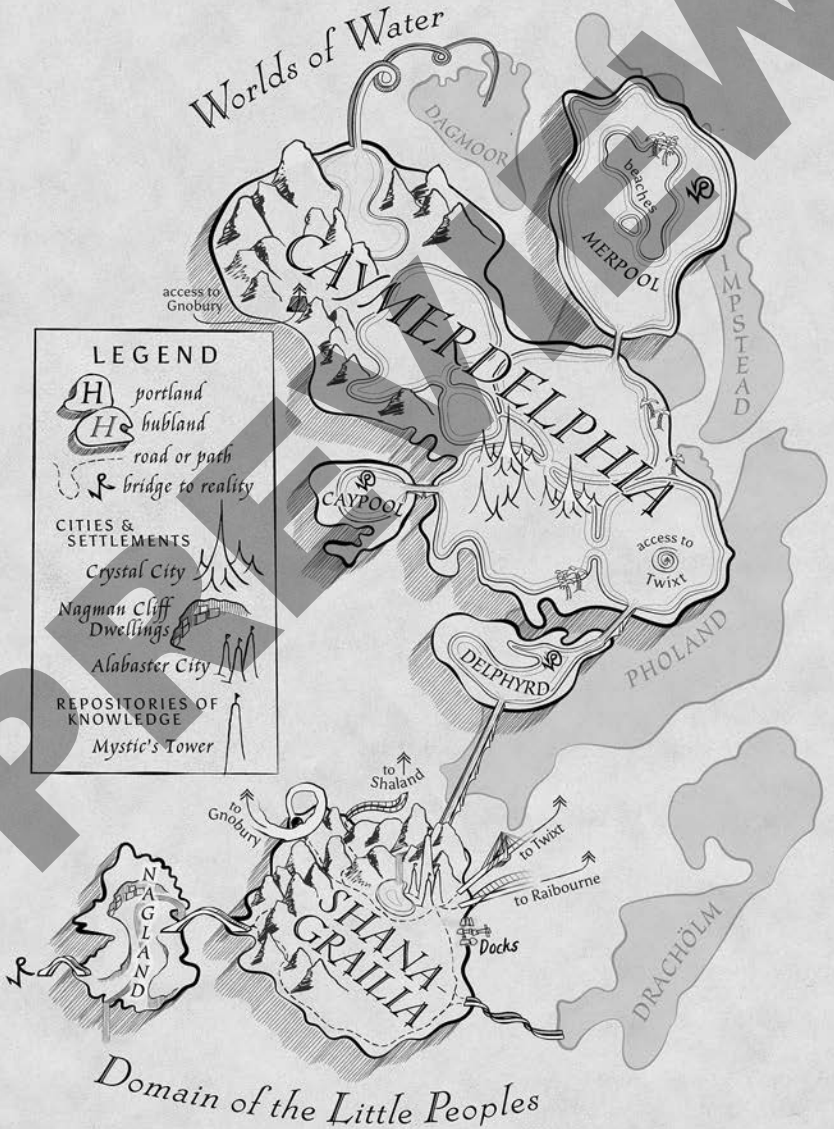 Worlds of Water
DAGMOOR
beaches
MERPOOL
IMPSTEAD
CAYMERDELPHIA
access to
Gnobury
LEGEND
H portland
H hubland
road or path
bridge to reality
CITIES &
SETTLEMENTS
Crystal City
Nagman Cliff
Dwellings
Alabaster City
REPOSITORIES OF
KNOWLEDGE
Mystic's Tower
CAYPOOL
access to
Twixt
DELPHYRD
PHOLAND
to
Shaland
to
Gnobury
to Twixt
to Raibourne
NAGLAND
SHANA
GRAILIA
Docks
DRACHÖLM
Domain of the Little Peoples
PREVIEW